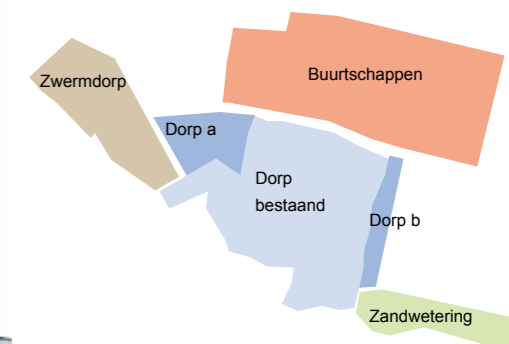 Buurtschappen
Zwermdorp
Dorp a
Dorp
bestaand
Dorp b
Zandwetering